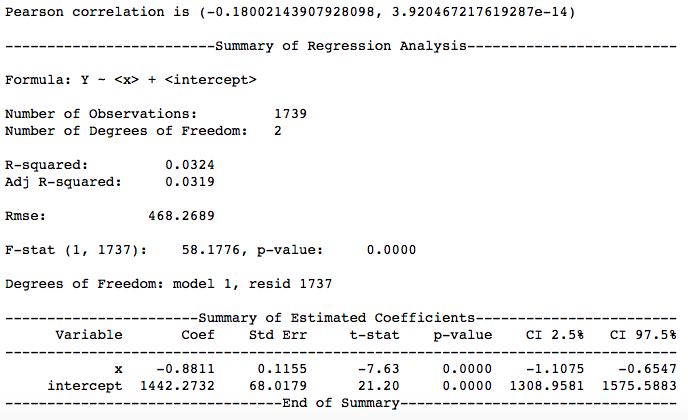 Pearson correlation is (-0.18002143907928098, 3.920467217619287e-14)
-------------------------Summary of Regression Analysis-------------------------
Formula: Y ~ <x> + <intercept>
Number of Observations:         1739
Number of Degrees of Freedom:   2
R-squared:         0.0324
Adj R-squared:     0.0319
Rmse:            468.2689
F-stat (1, 1737):    58.1776, p-value:     0.0000
Degrees of Freedom: model 1, resid 1737
-----------------------Summary of Estimated Coefficients------------------------
      Variable       Coef    Std Err     t-stat    p-value    CI 2.5%   CI 97.5%
--------------------------------------------------------------------------------
             x    -0.8811     0.1155      -7.63     0.0000    -1.1075    -0.6547
     intercept  1442.2732    68.0179      21.20     0.0000  1308.9581  1575.5883
---------------------------------End of Summary---------------------------------